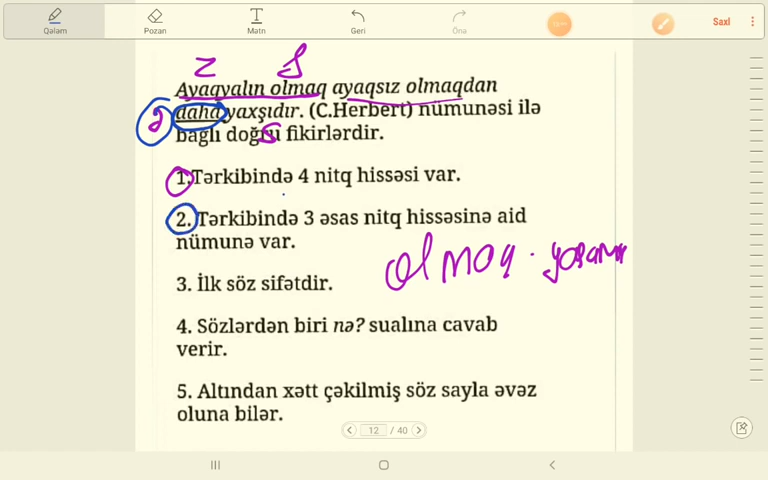 Qələm Pozan Mətn Geri Önə Saxl
z
Ayaqyalın olmaq ayaqsız olmaqdan
ə daha yaxşıdır. (C.Herbert) nümunəsi ilə
bağlı doğru fikirlərdir.
s
1.Tərkibində 4 nitq hissəsi var.
2. Tərkibində 3 əsas nitq hissəsinə aid
nümunə var.
olmaq
3. İlk söz sifətdir.
4. Sözlərdən biri nə? sualına cavab
verir.
5. Altından xətt çəkilmiş söz sayla əvəz
oluna bilər.
12 / 40